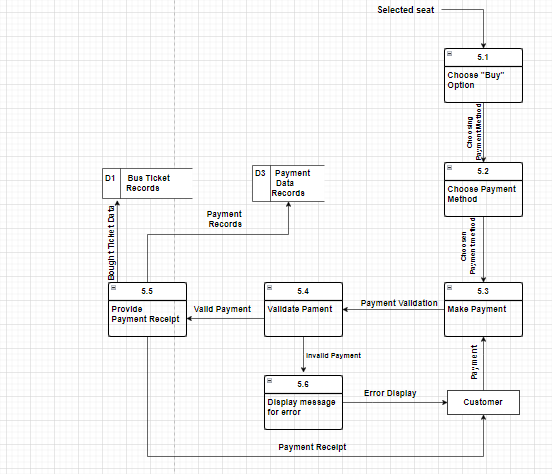 Selected seat
5.1
Choose "Buy"
Option
Choosing
PaymentMethod
5.2
Choose Payment
Method
D1
Bus Ticket
Records
D3
Payment
Data
Records
Payment
Records
Bought Ticket Data
Choosen
Paymentmethod
5.5
Provide
Payment Receipt
Valid Payment
5.4
Validate Pament
Payment Validation
5.3
Make Payment
Invalid Payment
5.6
Display message
for error
Error Display
Payment
Customer
Payment Receipt